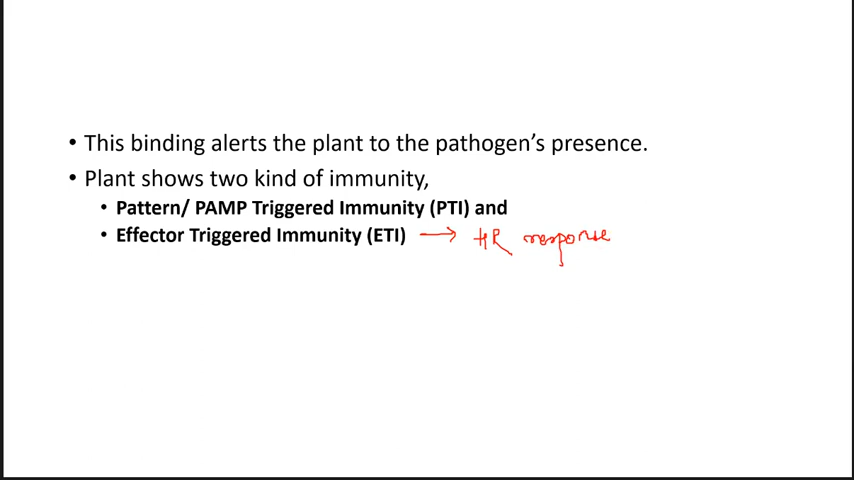 • This binding alerts the plant to the pathogen's presence.
• Plant shows two kind of immunity,
• Pattern/ PAMP Triggered Immunity (PTI) and
• Effector Triggered Immunity (ETI) → HR response